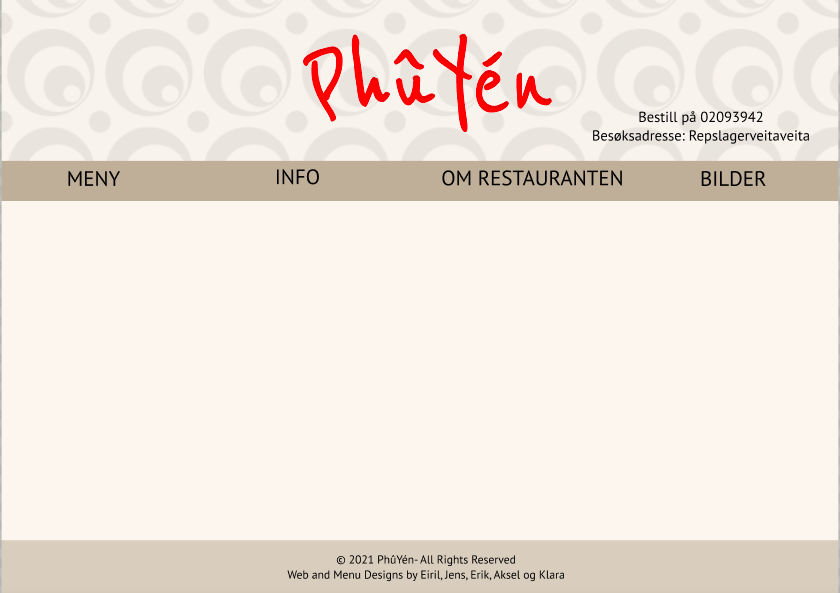 PhûYén
Bestill på 02093942
Besøksadresse: Repslagerveitaveita
MENY INFO OM RESTAURANTEN BILDER
© 2021 PhûYén- All Rights Reserved
Web and Menu Designs by Eiril, Jens, Erik, Aksel og Klara